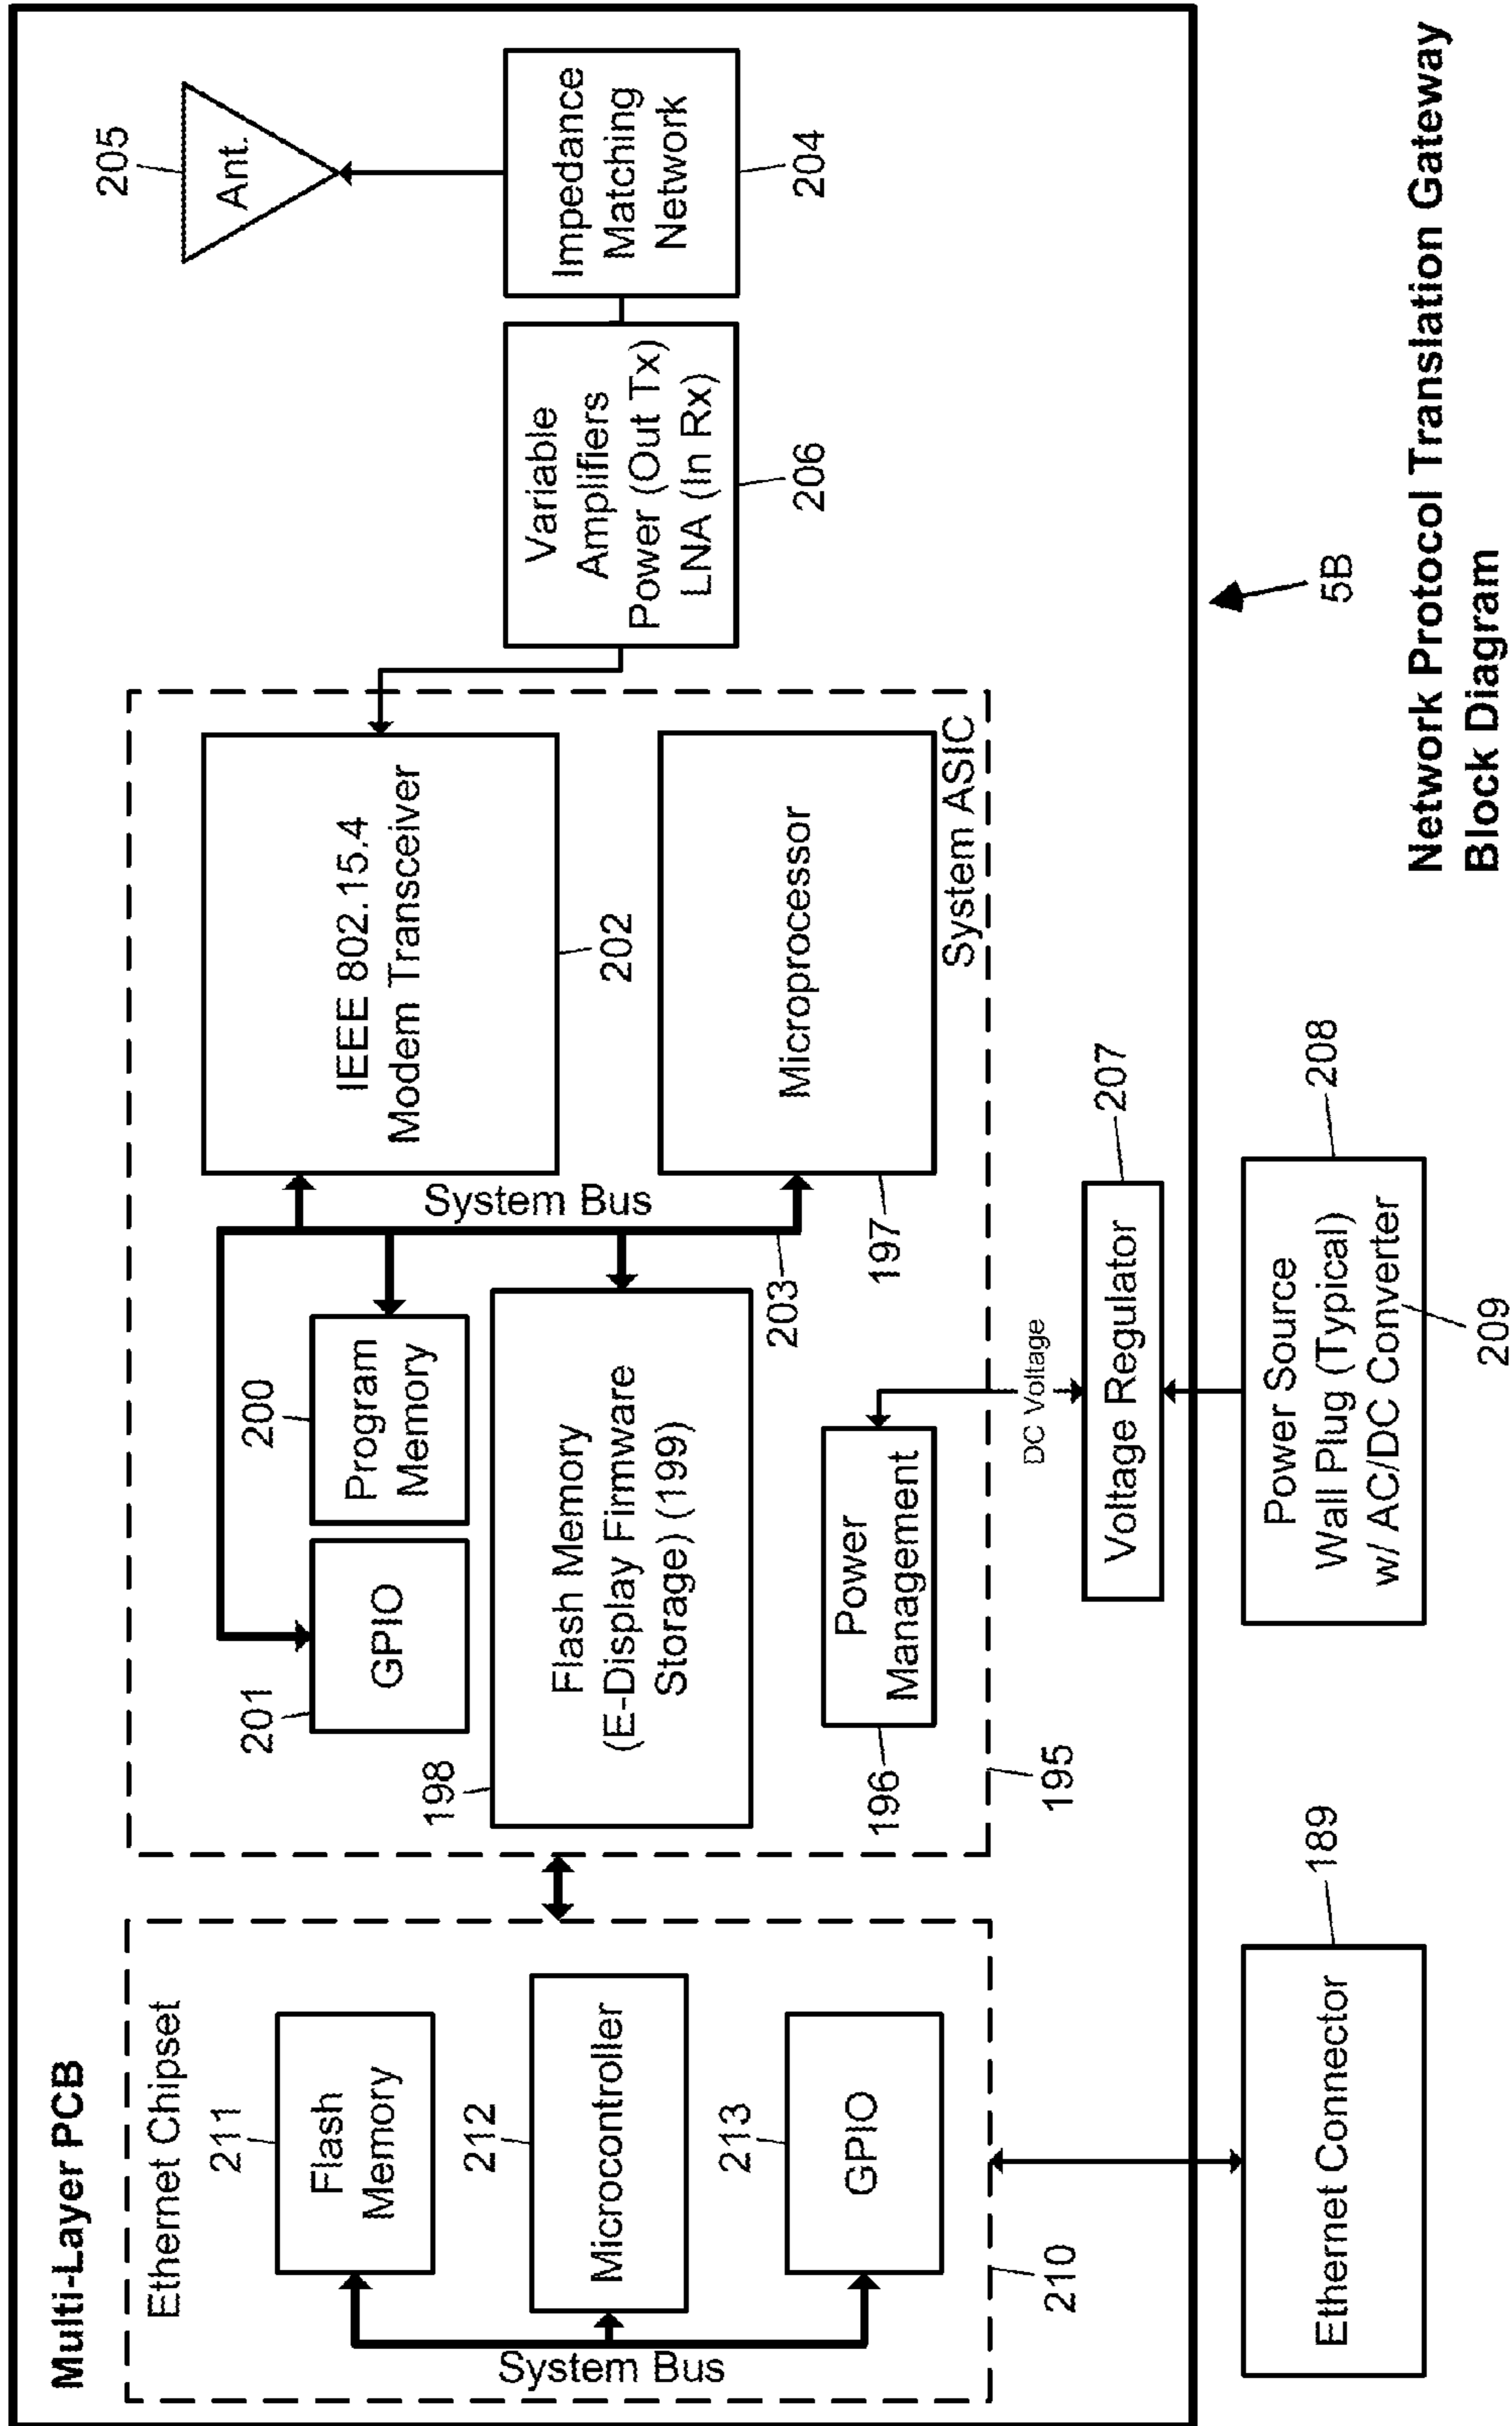 Multi-Layer PCB
Ethernet Chipset
211
Flash
Memory
212
Microcontroller
213
GPIO
System Bus
210
Ethernet Connector
189
201
GPIO
200
Program
Memory
198
Flash Memory
(E-Display Firmware
Storage) (199)
196
Power
Management
195
System Bus
203
197
IEEE 802.15.4
Modem Transceiver
202
Microprocessor
System ASIC
DC Voltage
Voltage Regulator
207
Power Source
Wall Plug (Typical)
w/ AC/DC Converter
208
209
Variable
Amplifiers
Power (Out Tx)
LNA (In Rx)
206
Impedance
Matching
Network
204
205
Ant.
5B
Network Protocol Translation Gateway
Block Diagram